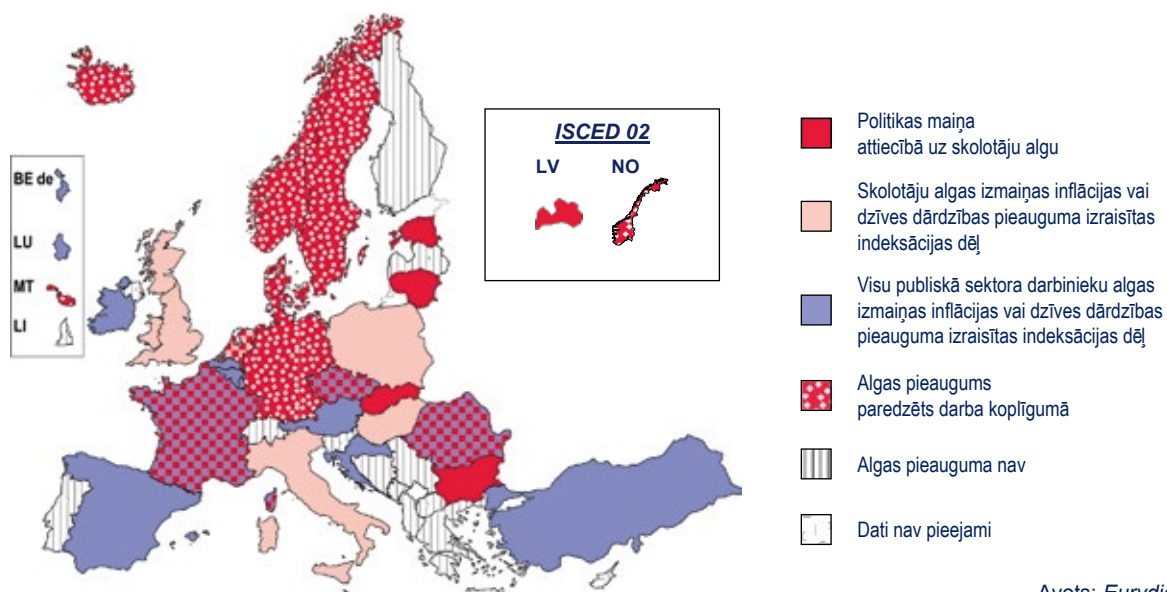 BE de
LU
MT
LI
ISCED 02
LV NO
Politikas maiņa
attiecībā uz skolotāju algu
Skolotāju algas izmaiņas inflācijas vai
dzīves dārdzības pieauguma izraisītas
indeksācijas dēļ
Visu publiskā sektora darbinieku algas
izmaiņas inflācijas vai dzīves dārdzības
pieauguma izraisītas indeksācijas dēļ
Algas pieaugums
paredzēts darba koplīgumā
Algas pieauguma nav
Dati nav pieejami